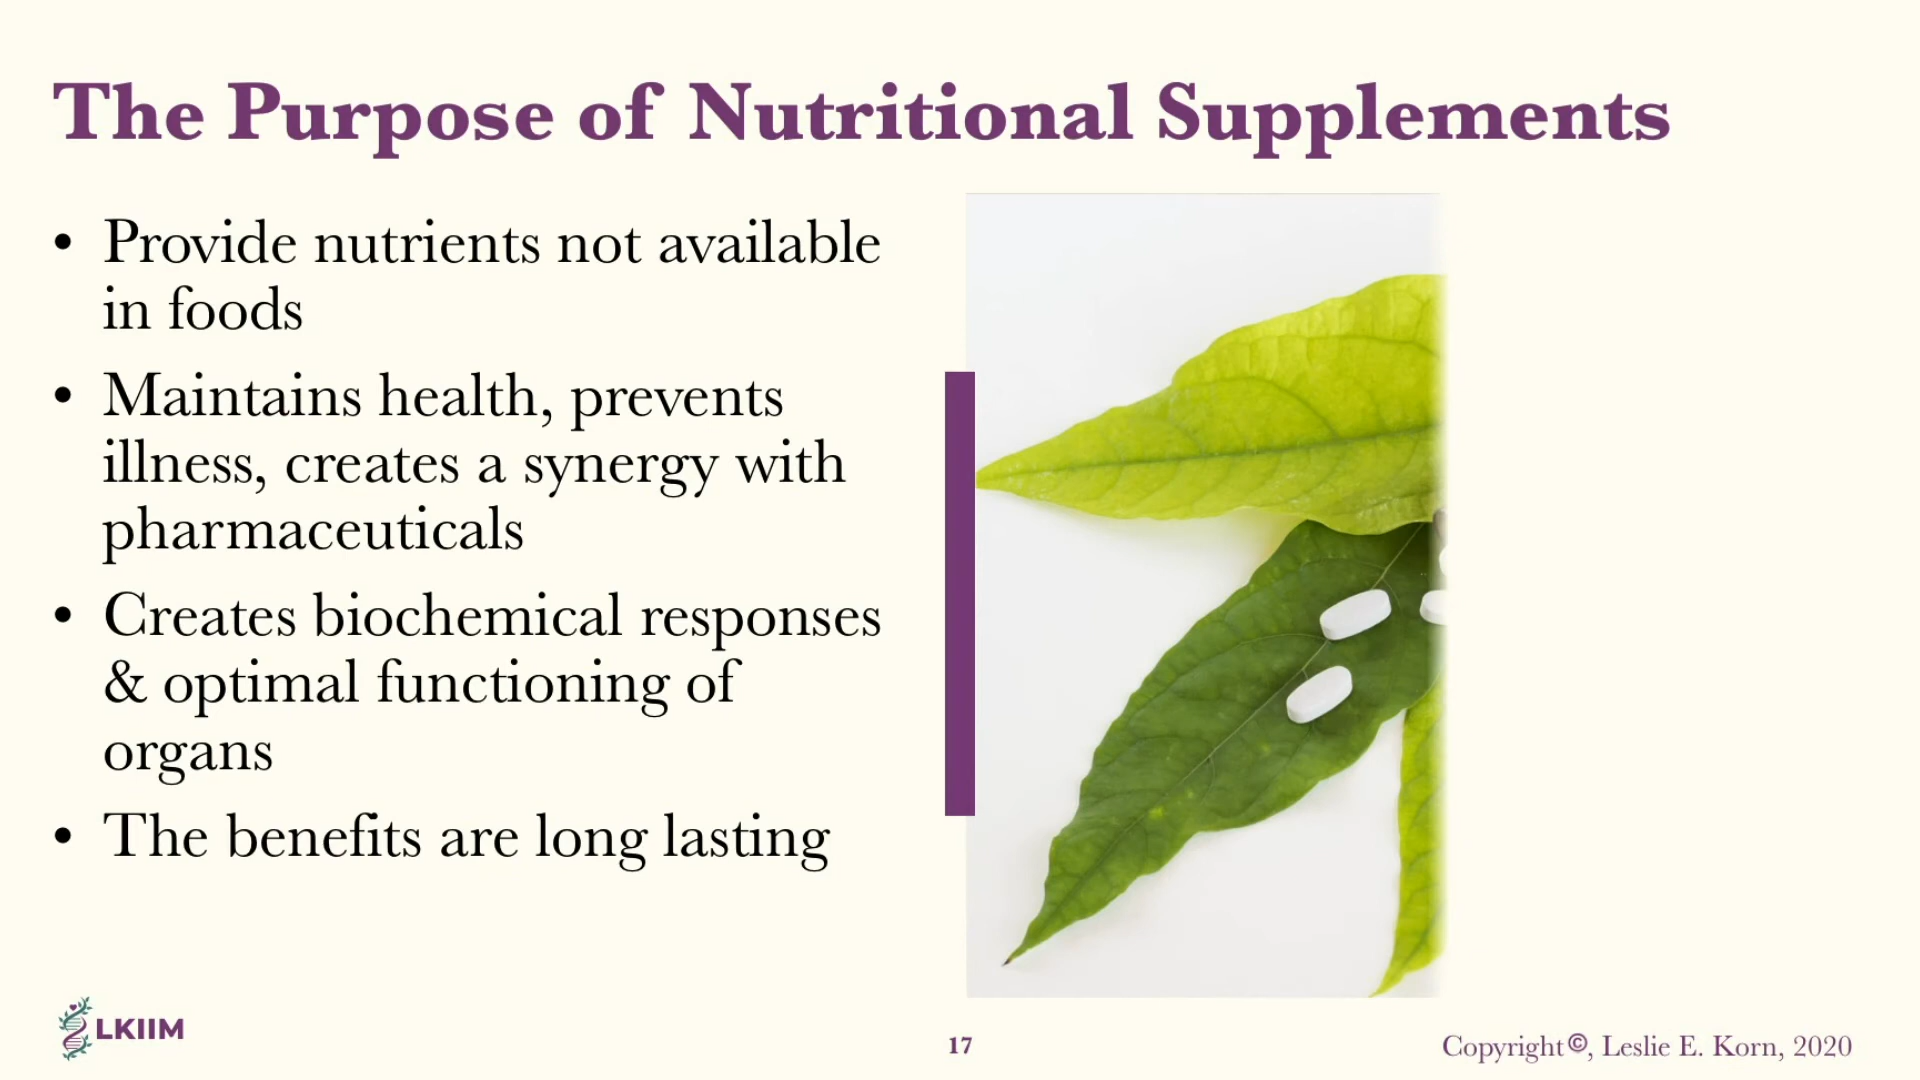 The Purpose of Nutritional Supplements
• Provide nutrients not available
in foods
• Maintains health, prevents
illness, creates a synergy with
pharmaceuticals
• Creates biochemical responses
& optimal functioning of
organs
• The benefits are long lasting
LKIIM
17
Copyright©, Leslie E. Korn, 2020